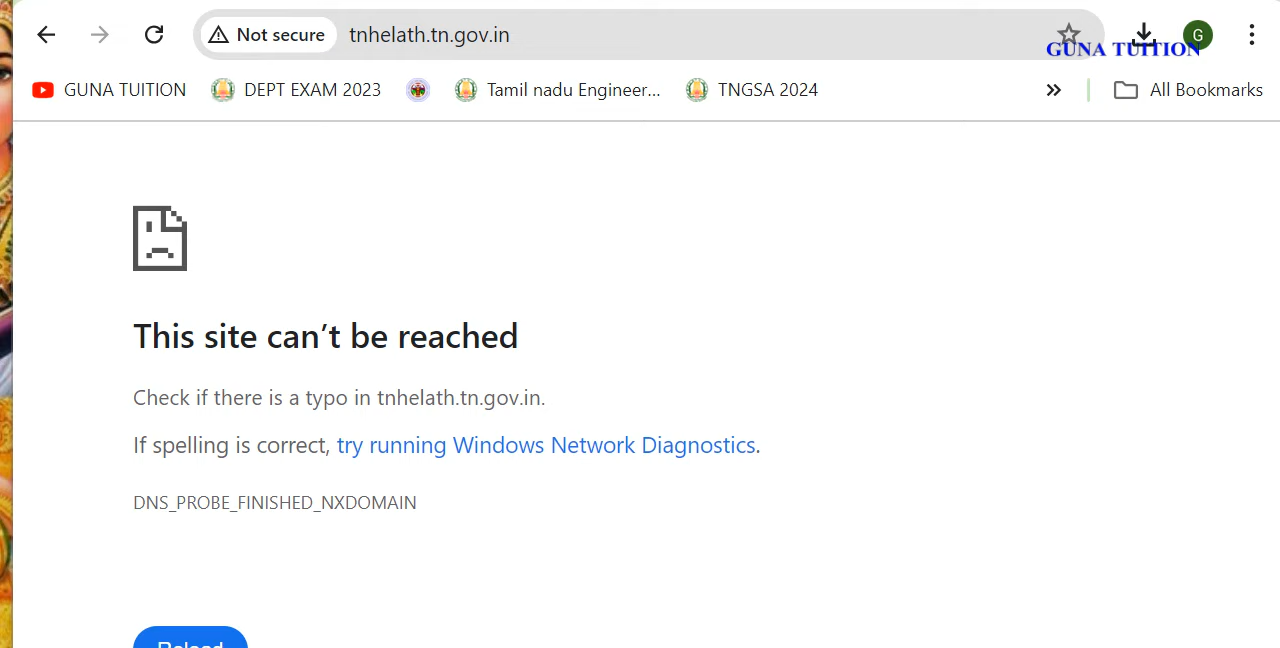 Not secure tnhelath.tn.gov.in G
GUNA TUITION
GUNA TUITION DEPT EXAM 2023 Tamil nadu Engineer... TNGSA 2024 » All Bookmarks
This site can’t be reached
Check if there is a typo in tnhelath.tn.gov.in.
If spelling is correct, try running Windows Network Diagnostics.
DNS_PROBE_FINISHED_NXDOMAIN
Reload